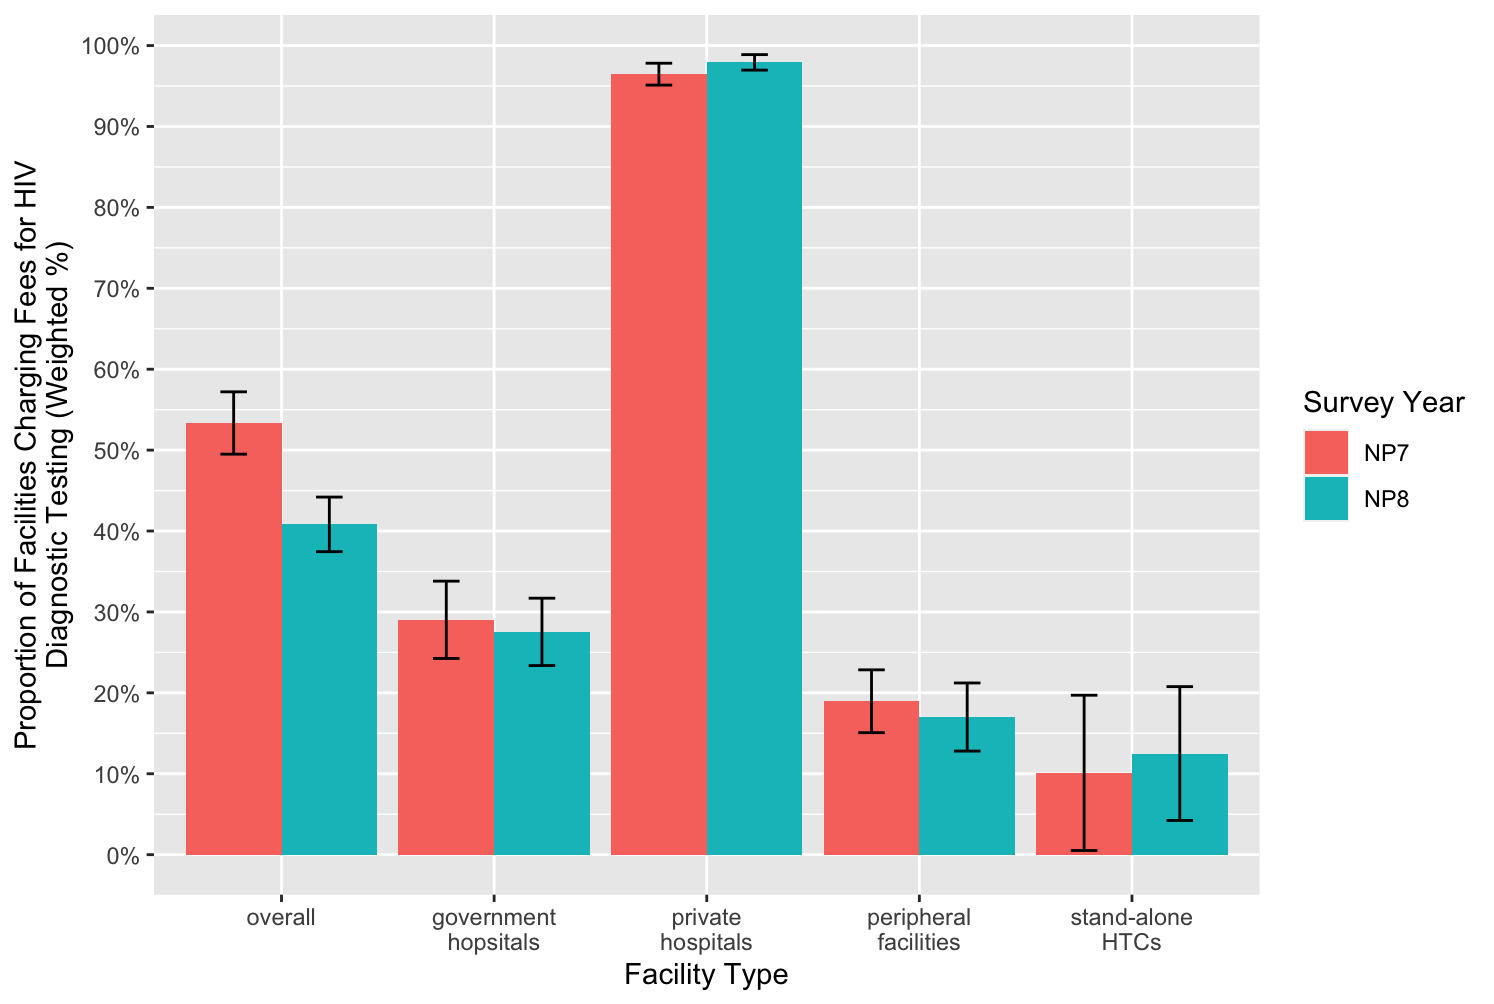 Proportion of Facilities Charging Fees for HIV
Diagnostic Testing (Weighted %)
100%
90%
80%
70%
60%
50%
40%
30%
20%
10%
0%
overall
government
hopsitals
private
hospitals
peripheral
facilities
stand-alone
HTCs
Facility Type
Survey Year
NP7
NP8